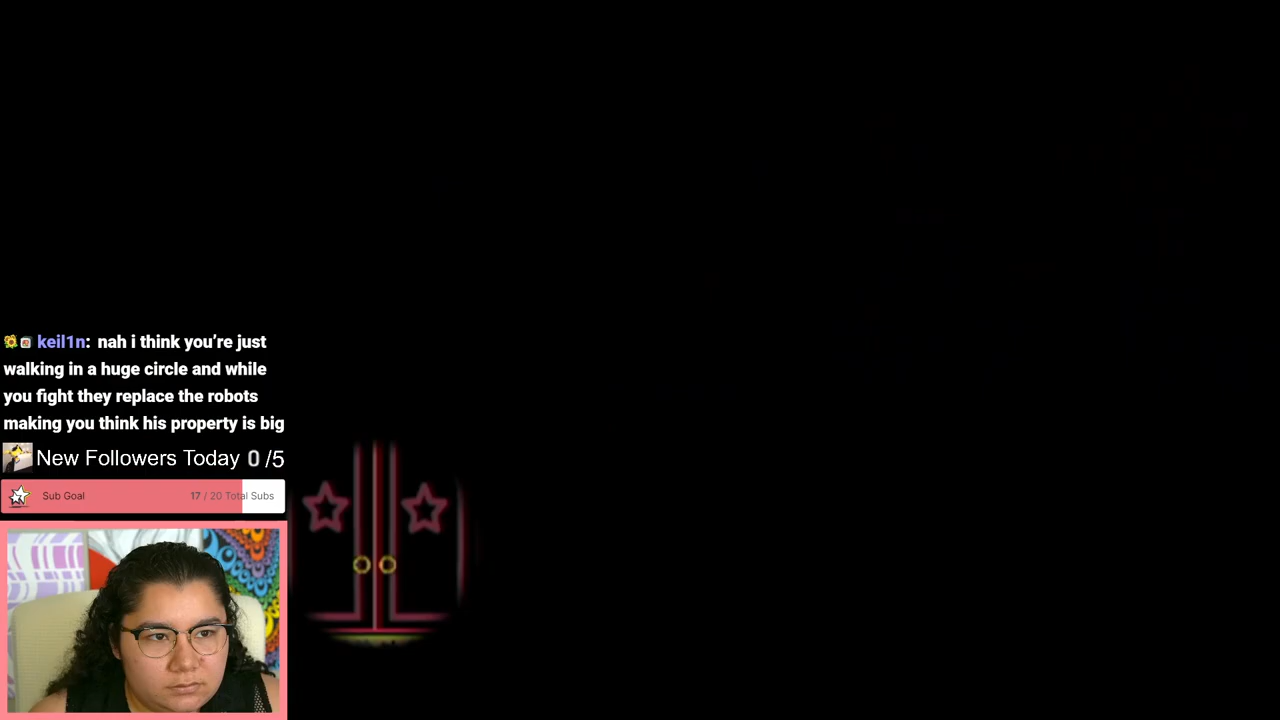 keil1n: nah i think you’re just
walking in a huge circle and while
you fight they replace the robots
making you think his property is big
New Followers Today 0 /5
Sub Goal 17 / 20 Total Subs